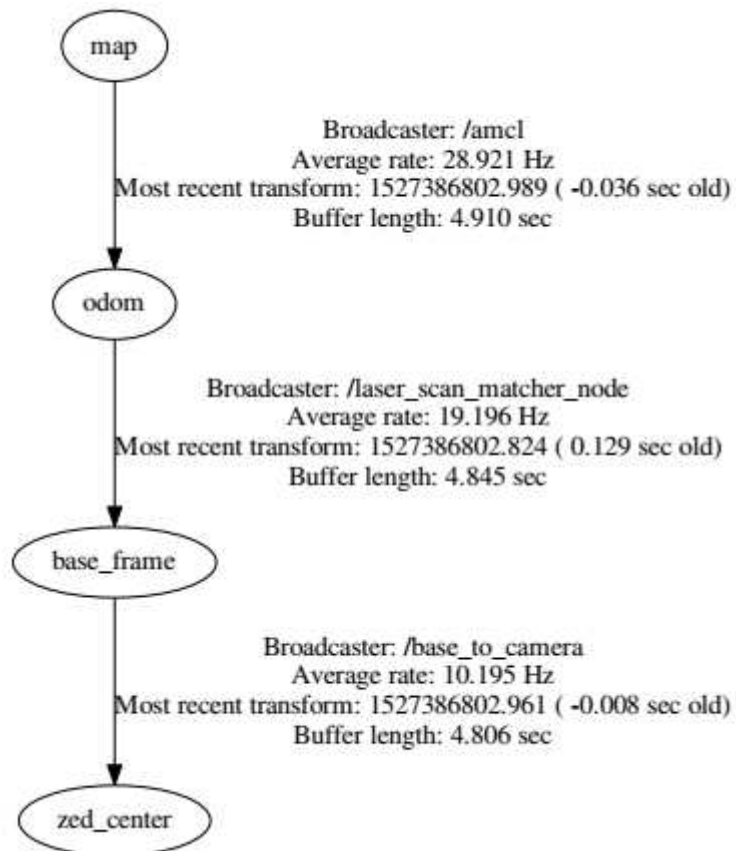 map
Broadcaster: /amcl
Average rate: 28.921 Hz
Most recent transform: 1527386802.989 ( -0.036 sec old)
Buffer length: 4.910 sec
odom
Broadcaster: /laser_scan_matcher_node
Average rate: 19.196 Hz
Most recent transform: 1527386802.824 ( 0.129 sec old)
Buffer length: 4.845 sec
base_frame
Broadcaster: /base_to_camera
Average rate: 10.195 Hz
Most recent transform: 1527386802.961 ( -0.008 sec old)
Buffer length: 4.806 sec
zed_center